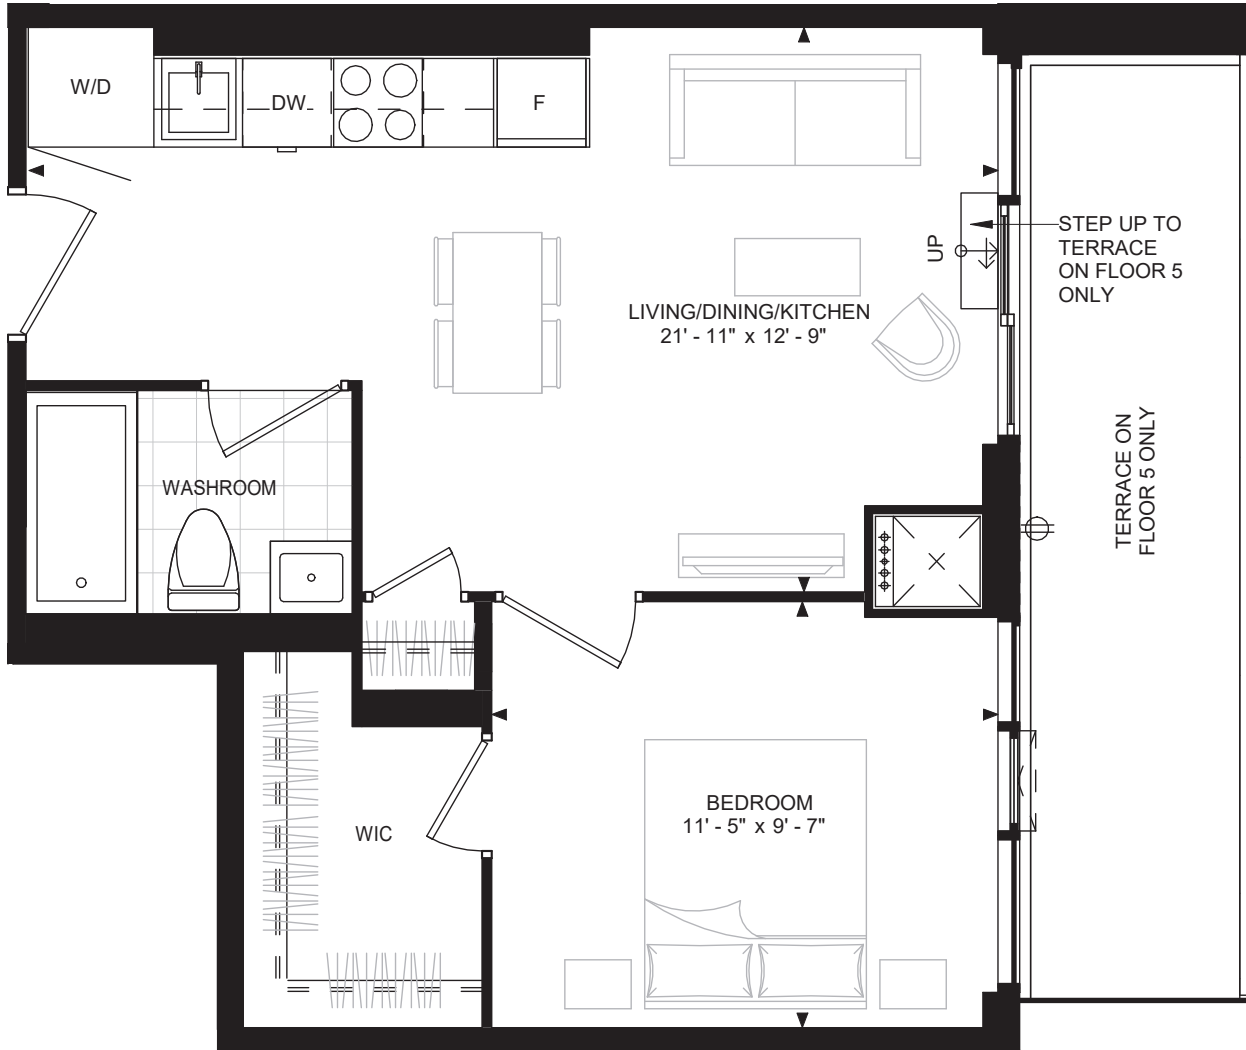 W/D
DW
F
UP
STEP UP TO
TERRACE
ON FLOOR 5
ONLY
LIVING/DINING/KITCHEN
21' - 11" x 12' - 9"
TERRACE ON
FLOOR 5 ONLY
WASHROOM
BEDROOM
11' - 5" x 9' - 7"
WIC